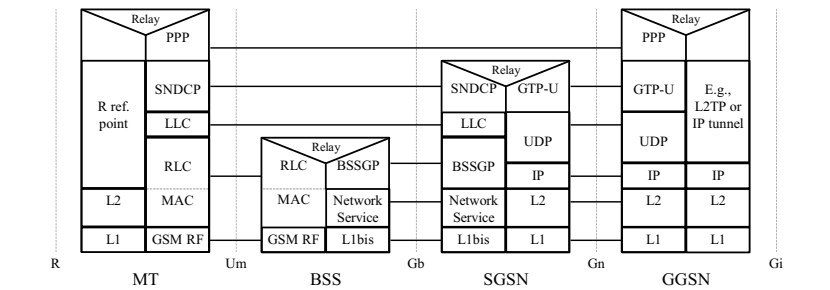 Relay
PPP
R ref.
point
SNDCP
LLC
RLC
L2
MAC
L1
GSM RF
Relay
RLC
BSSGP
MAC
Network
Service
GSM RF
L1bis
Relay
SNDCP
GTP-U
LLC
UDP
BSSGP
IP
Network
Service
L2
L1bis
L1
Relay
PPP
GTP-U
E.g.,
L2TP or
IP tunnel
UDP
IP
IP
L2
L2
L1
L1
R
Um
Gb
Gn
Gi
MT
BSS
SGSN
GGSN